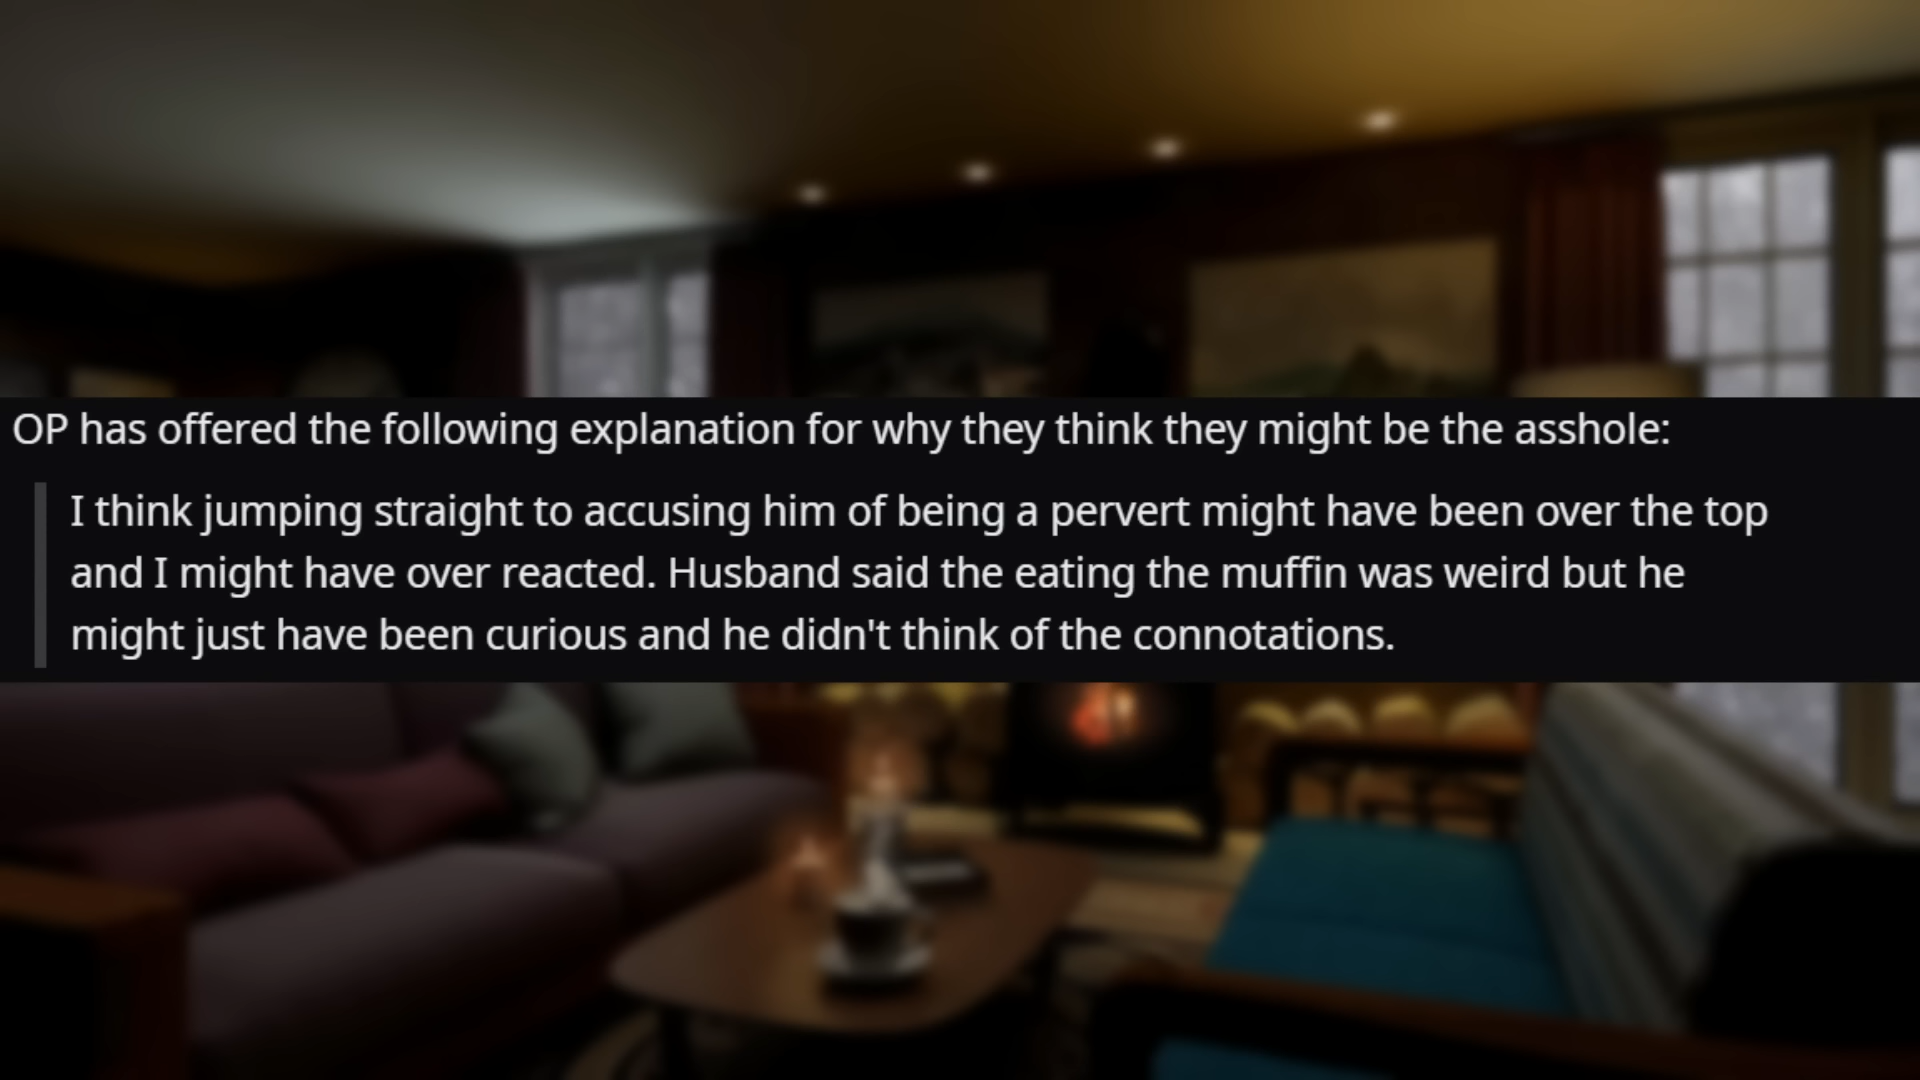 OP has offered the following explanation for why they think they might be the asshole:
I think jumping straight to accusing him of being a pervert might have been over the top
and I might have over reacted. Husband said the eating the muffin was weird but he
might just have been curious and he didn't think of the connotations.